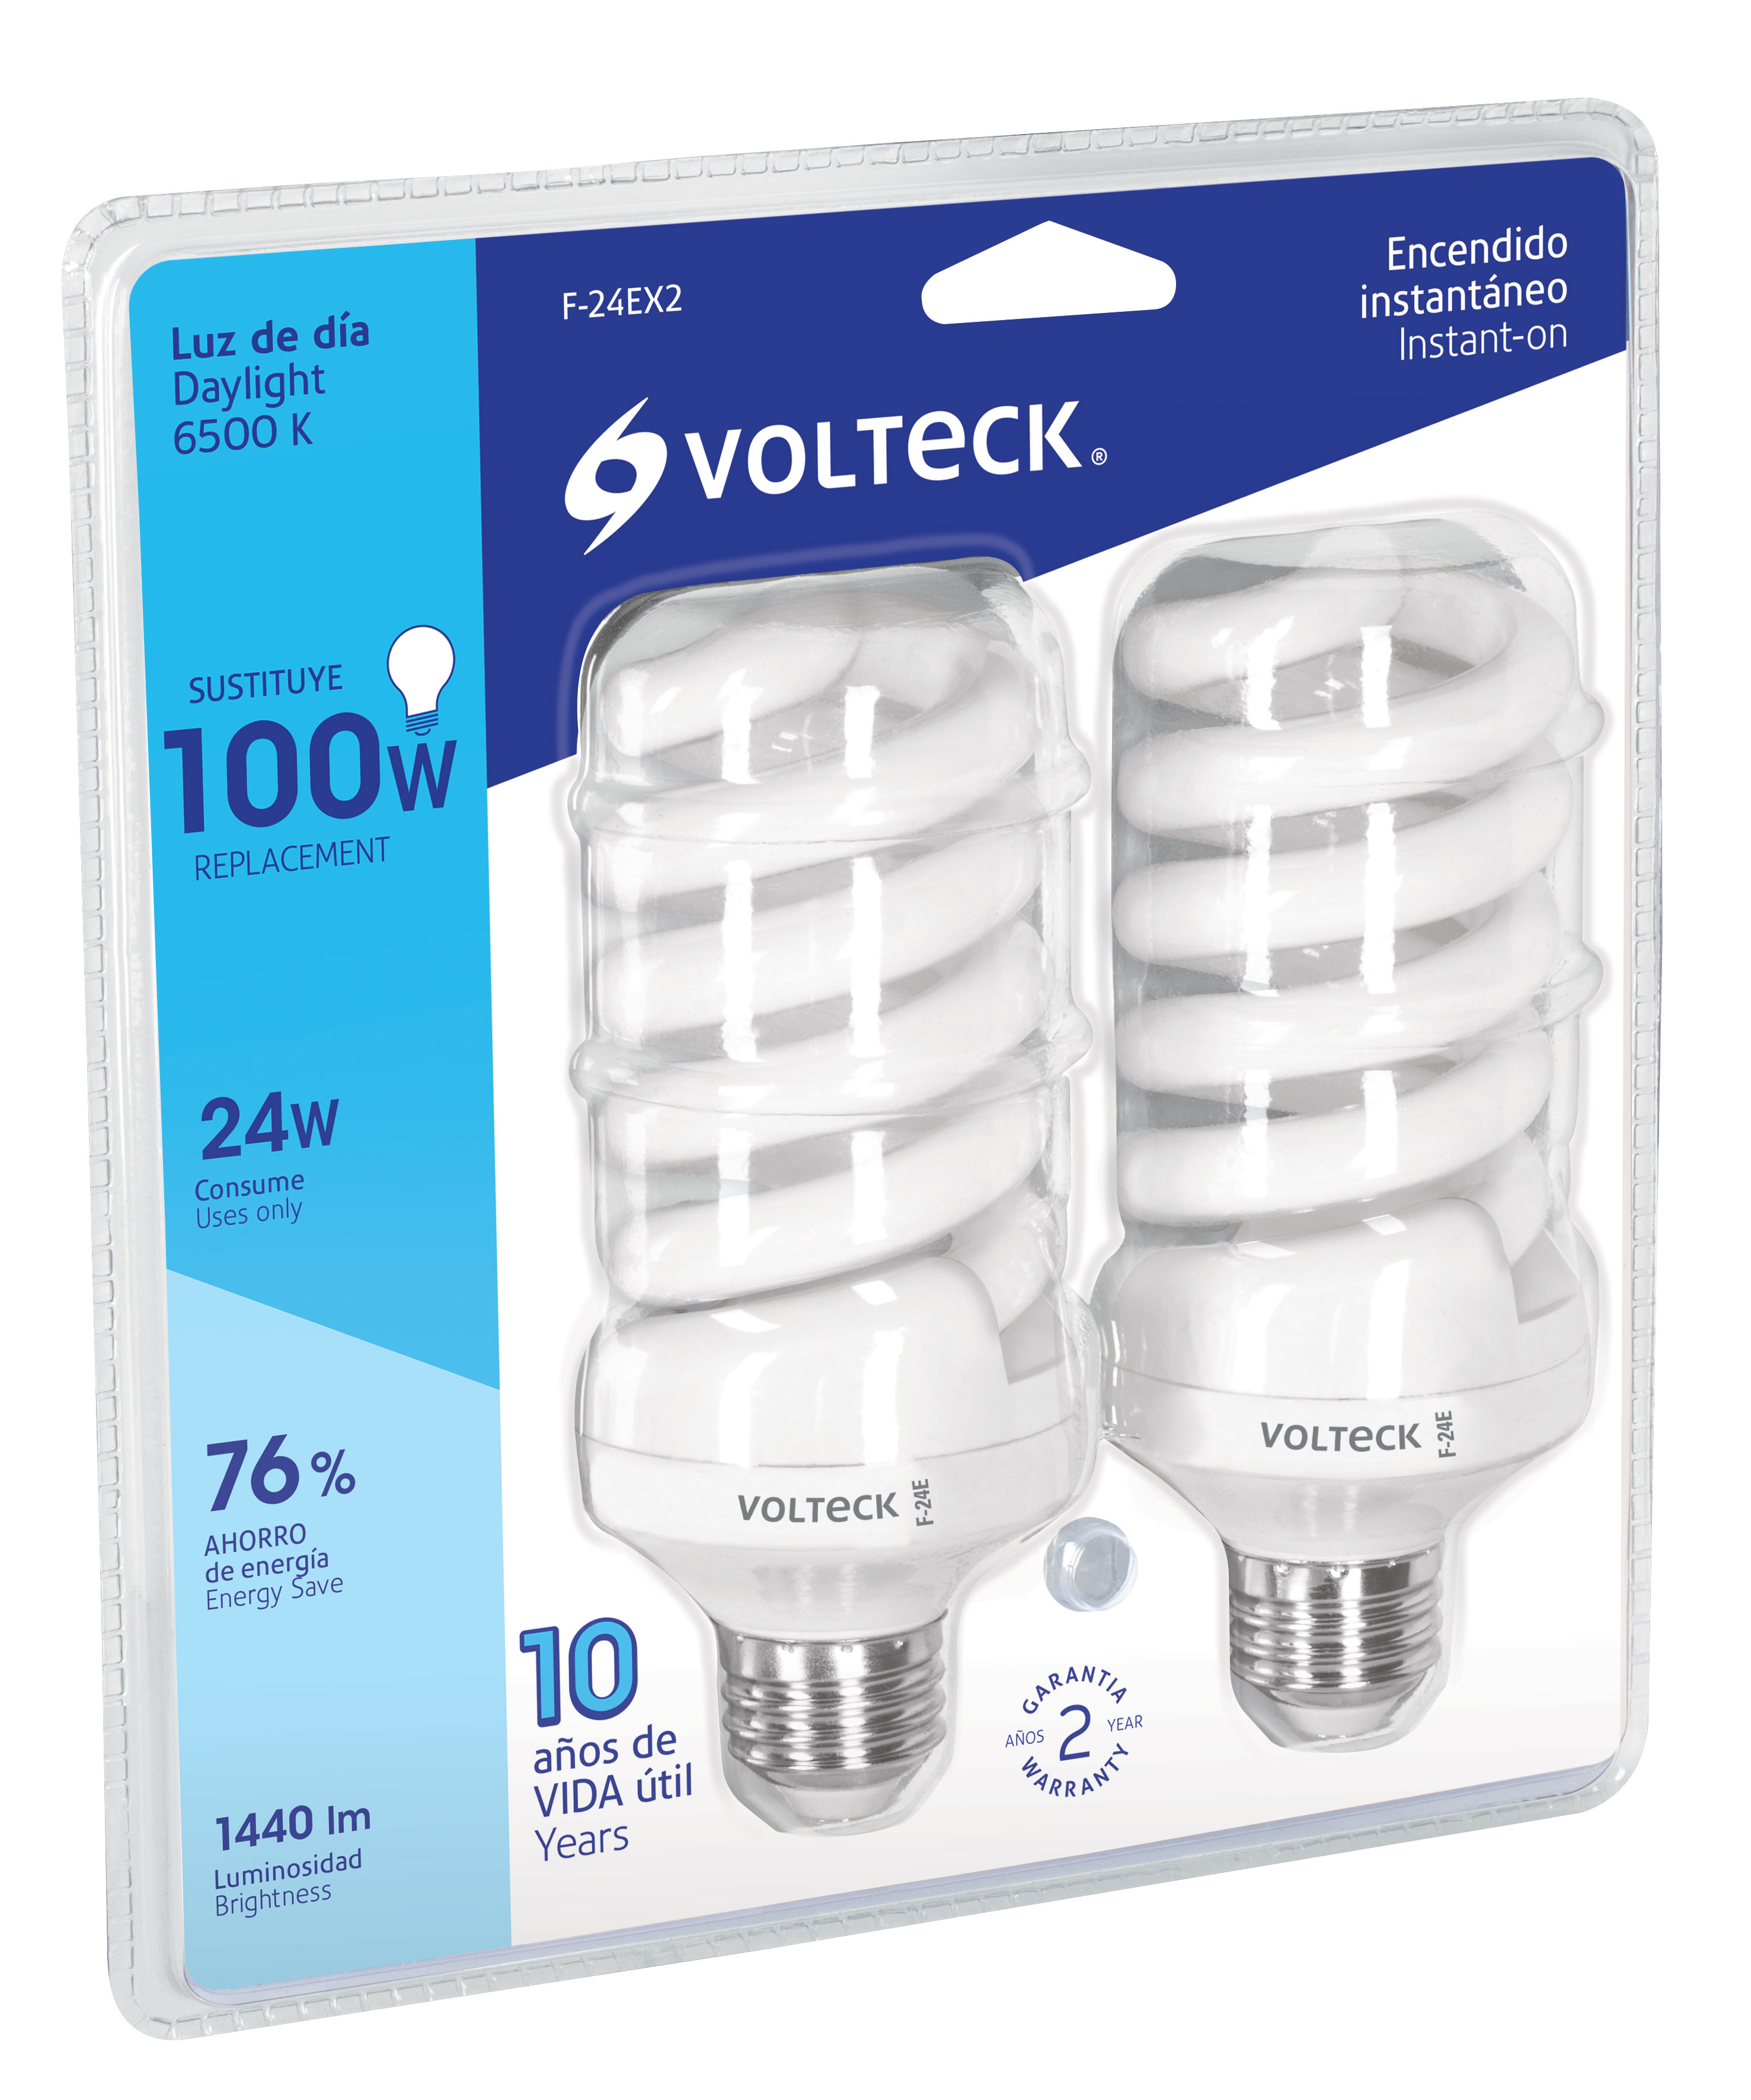 Luz de día
Daylight
6500 K
SUSTITUYE
100W
REPLACEMENT
24W
Consume
Uses only
76%
AHORRO
de energía
Energy Save
1440 lm
Luminosidad
Brightness
F-24EX2
Encendido
instantáneo
Instant-on
VOLTECK®
VOLTECK F-24E
VOLTECK F-24E
10
años de
VIDA útil
Years
GARANTIA
AÑOS 2 YEAR
WARRANTY